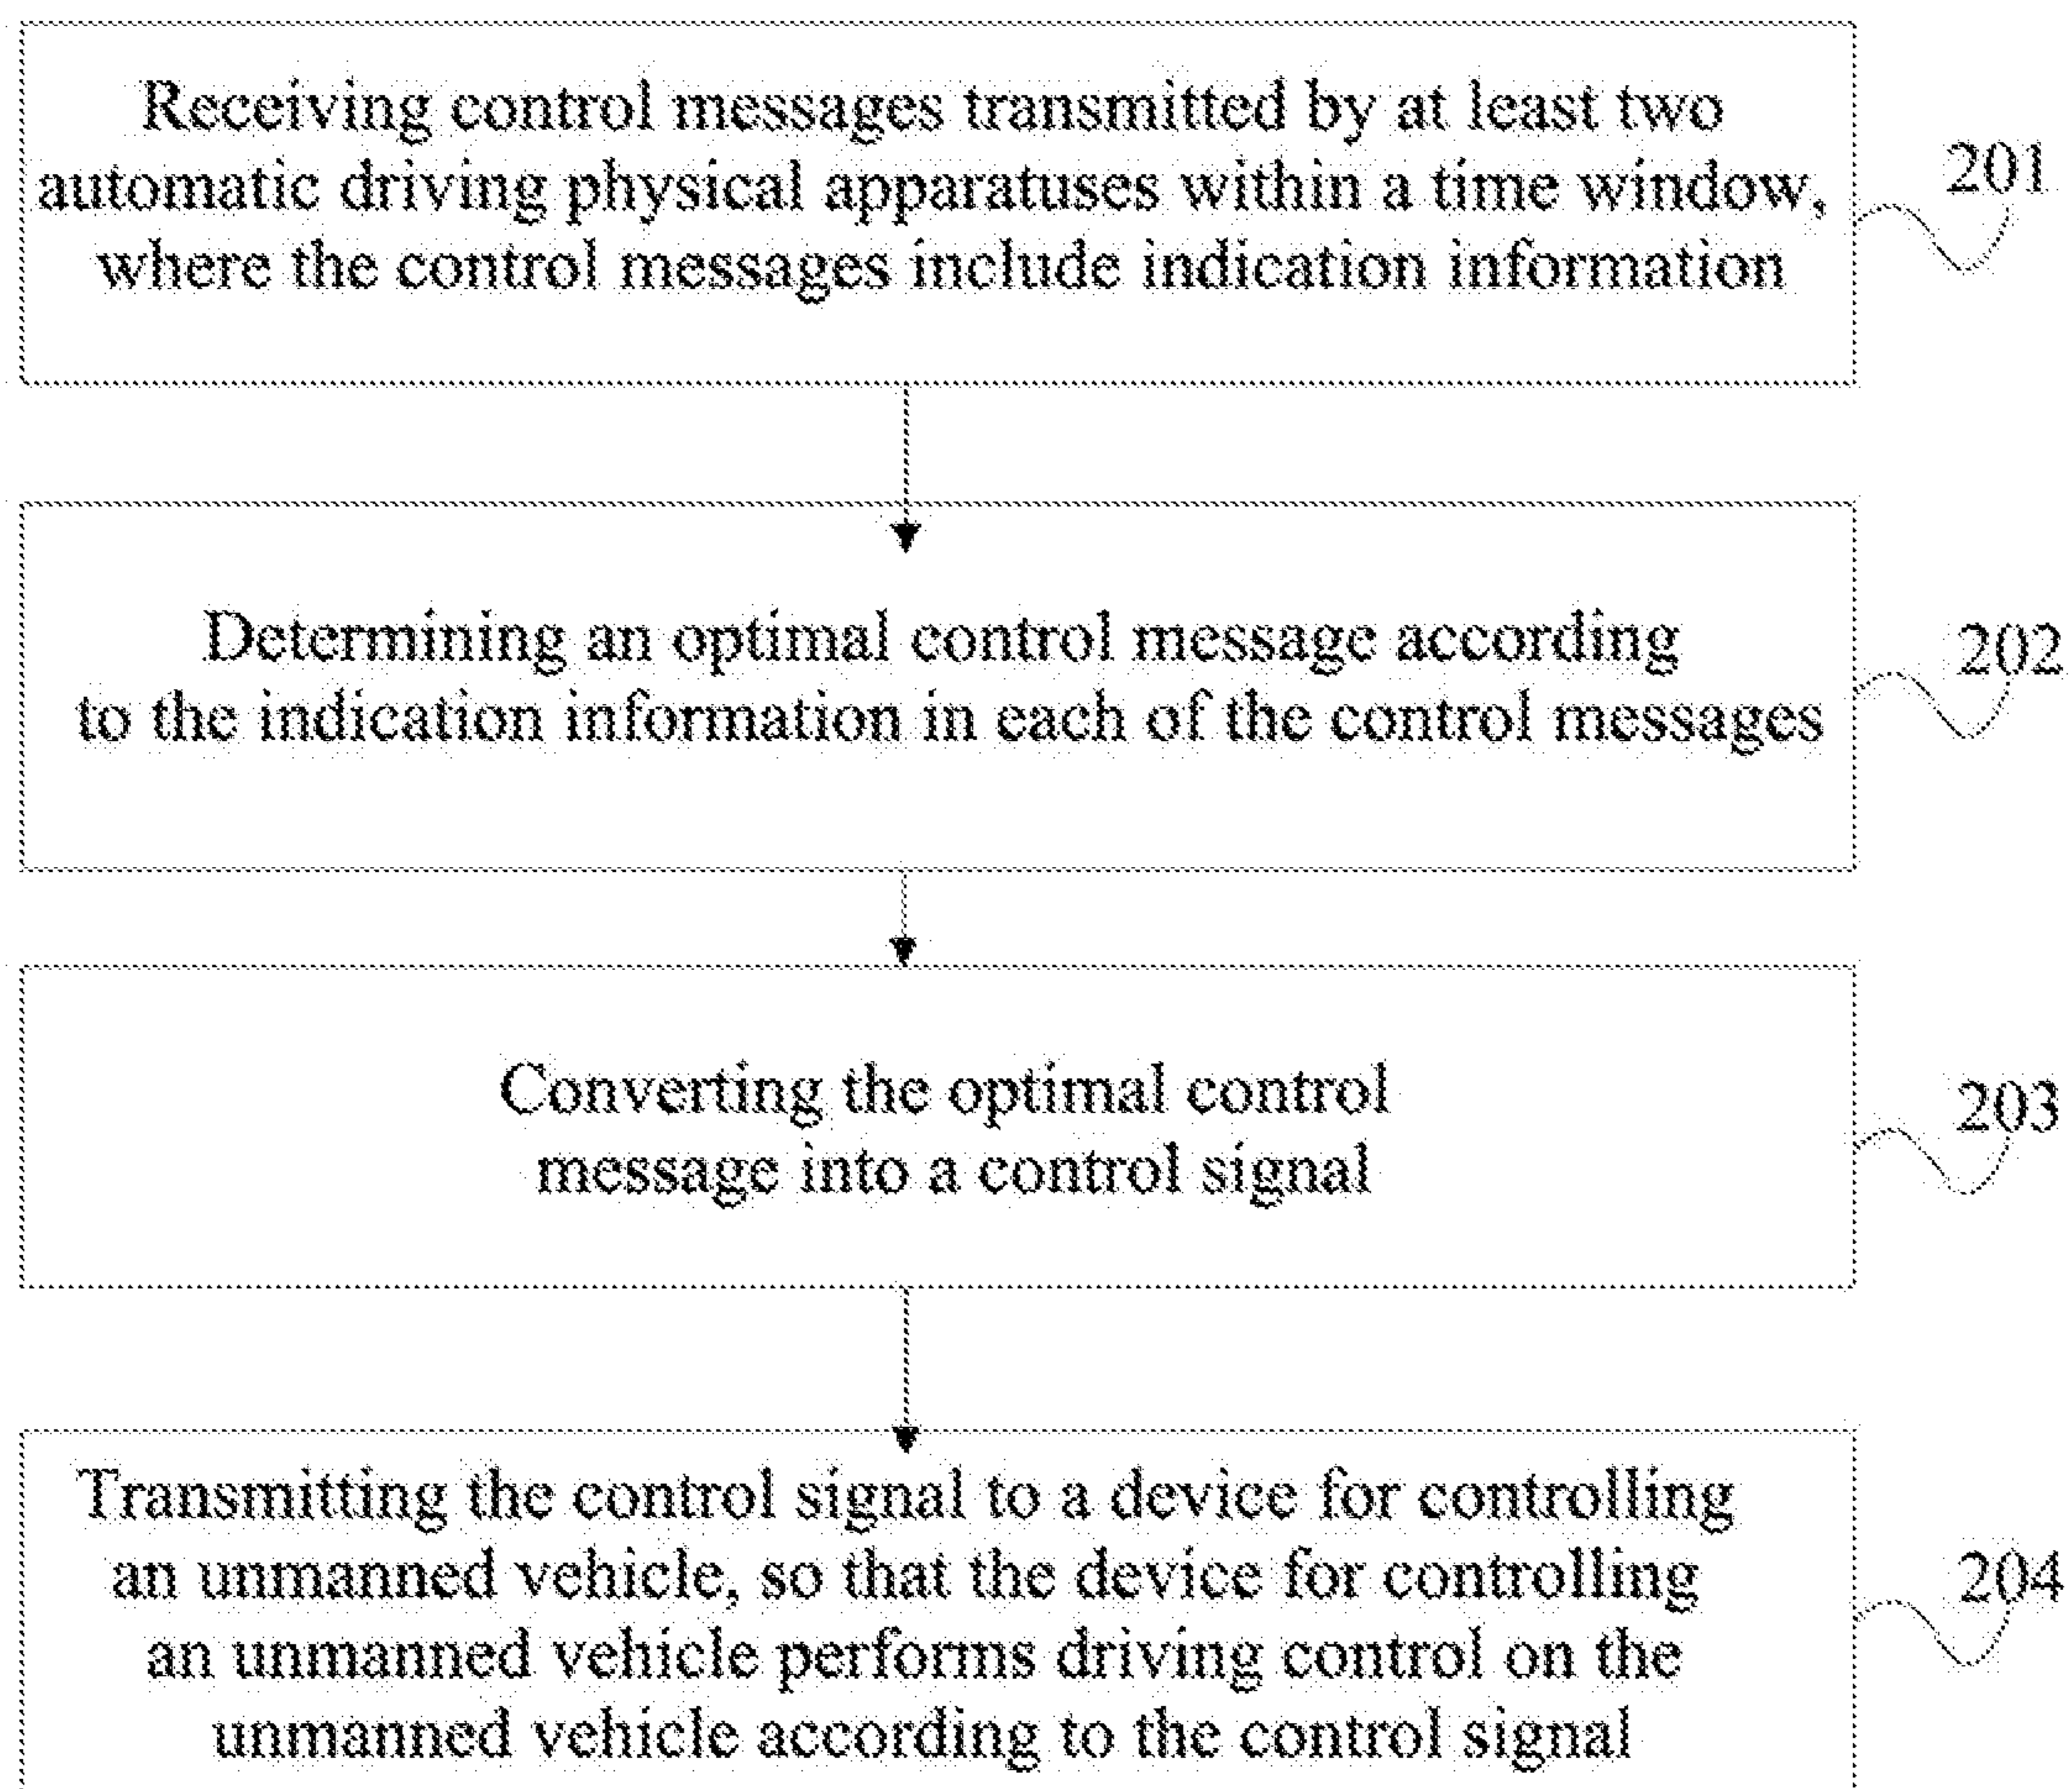 Receiving control messages transmitted by at least two
automatic driving physical apparatuses within a time window,
where the control messages include indication information
201
Determining an optimal control message according
to the indication information in each of the control messages
202
Converting the optimal control
message into a control signal
203
Transmitting the control signal to a device for controlling
an unmanned vehicle, so that the device for controlling
an unmanned vehicle performs driving control on the
unmanned vehicle according to the control signal
204